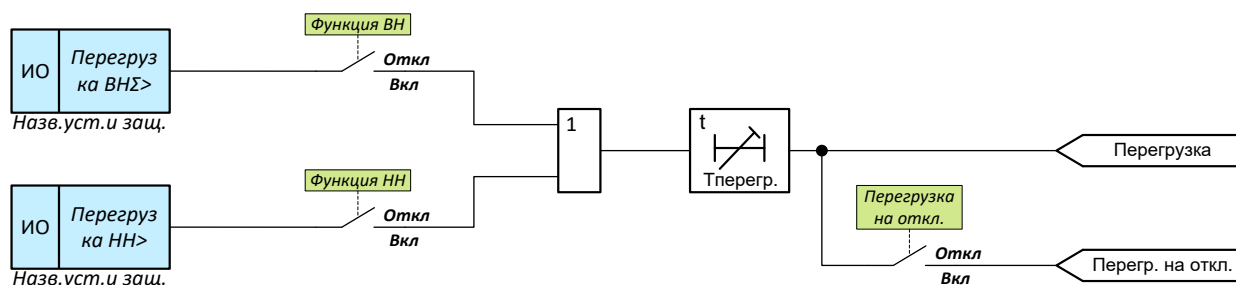 Функция ВН
ИО
Перегруз
ка ВНΣ>
Откл
Вкл
Назв.уст.и защ.
1
t
Tперегр.
Перегрузка
Функция НН
ИО
Перегруз
ка НН>
Откл
Вкл
Назв.уст.и защ.
Перегрузка
на откл.
Откл
Вкл
Перегр. на откл.